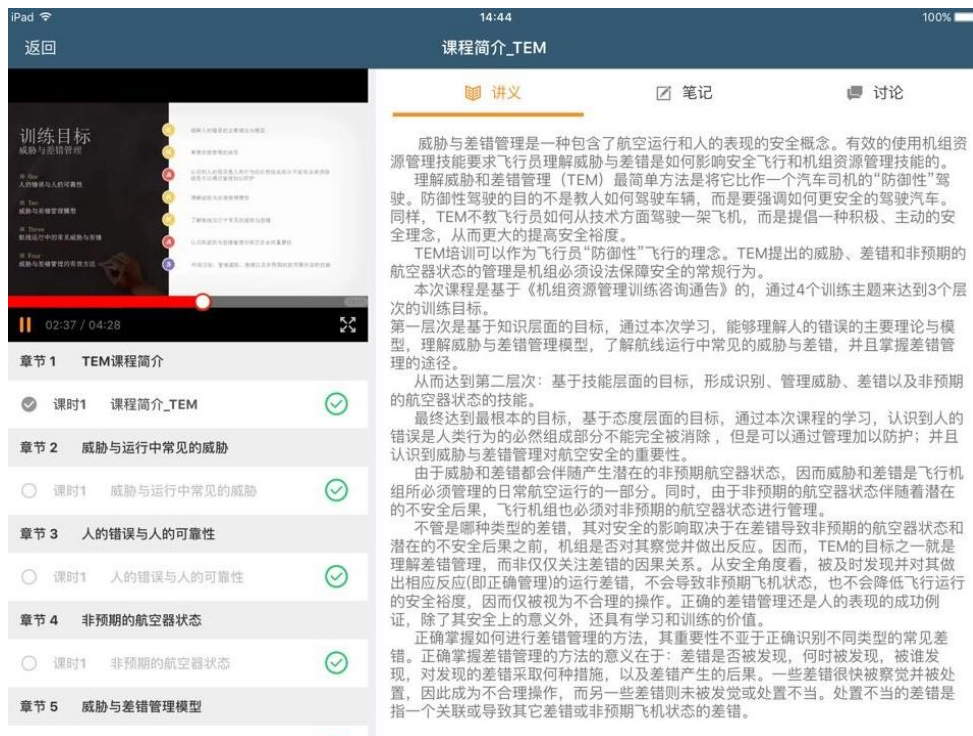 iPad
14:44
100%
返回
课程简介_TEM
训练目标
威胁与差错管理
One
人的错误与人的可靠性
Two
威胁与差错管理模型
Three
航线运行中的常见威胁与差错
Four
威胁与差错管理的有效方法
02:37 / 04:28
章节 1 TEM课程简介
课时1 课程简介_TEM
章节 2 威胁与运行中常见的威胁
课时1 威胁与运行中常见的威胁
章节 3 人的错误与人的可靠性
课时1 人的错误与人的可靠性
章节 4 非预期的航空器状态
课时1 非预期的航空器状态
章节 5 威胁与差错管理模型
讲义
笔记
讨论
威胁与差错管理是一种包含了航空运行和人的表现的安全概念。有效的使用机组资
源管理技能要求飞行员理解威胁与差错是如何影响安全飞行和机组资源管理技能的。
理解威胁和差错管理（TEM）最简单方法是将它比作一个汽车司机的“防御性”驾
驶。防御性驾驶的目的不是教人如何驾驶车辆，而是要强调如何更安全的驾驶汽车。
同样，TEM不教飞行员如何从技术方面驾驶一架飞机，而是提倡一种积极、主动的安
全理念，从而更大的提高安全裕度。
TEM培训可以作为飞行员“防御性”飞行的理念。TEM提出的威胁、差错和非预期的
航空器状态的管理是机组必须设法保障安全的常规行为。
本次课程是基于《机组资源管理训练咨询通告》的，通过4个训练主题来达到3个层
次的训练目标。
第一层次是基于知识层面的目标，通过本次学习，能够理解人的错误的主要理论与模
型，理解威胁与差错管理模型，了解航线运行中常见的威胁与差错，并且掌握差错管
理的途径。
从而达到第二层次：基于技能层面的目标，形成识别、管理威胁、差错以及非预期
的航空器状态的技能。
最终达到最根本的目标，基于态度层面的目标，通过本次课程的学习，认识到人的
错误是人类行为的必然组成部分不能完全被消除 ，但是可以通过管理加以防护；并且
认识到威胁与差错管理对航空安全的重要性。
由于威胁和差错都会伴随产生潜在的非预期航空器状态，因而威胁和差错是飞行机
组所必须管理的日常航空运行的一部分。同时，由于非预期的航空器状态伴随着潜在
的不安全后果，飞行机组也必须对非预期的航空器状态进行管理。
不管是哪种类型的差错，其对安全的影响取决于在差错导致非预期的航空器状态和
潜在的不安全后果之前，机组是否对其察觉并做出反应。因而，TEM的目标之一就是
理解差错管理，而非仅仅关注差错的因果关系。从安全角度看，被及时发现并对其做
出相应反应(即正确管理)的运行差错，不会导致非预期飞机状态，也不会降低飞行运行
的安全裕度，因而仅被视为不合理的操作。正确的差错管理还是人的表现的成功例
证，除了其安全上的意义外，还具有学习和训练的价值。
正确掌握如何进行差错管理的方法，其重要性不亚于正确识别不同类型的常见差
错。正确掌握差错管理的方法的意义在于：差错是否被发现，何时被发现，被谁发
现，对发现的差错采取何种措施，以及差错产生的后果。一些差错很快被察觉并被处
置，因此成为不合理操作，而另一些差错则未被发觉或处置不当。处置不当的差错是
指一个关联或导致其它差错或非预期飞机状态的差错。